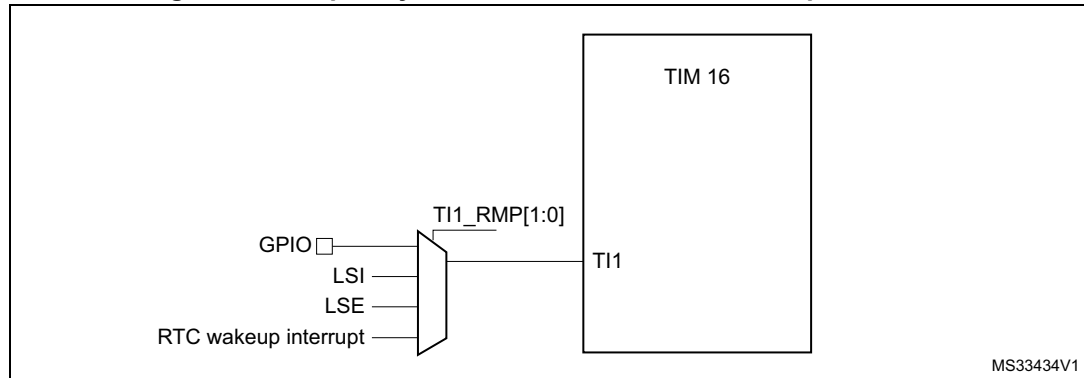 TIM 16
TI1_RMP[1:0]
GPIO
TI1
LSI
LSE
RTC wakeup interrupt
MS33434V1